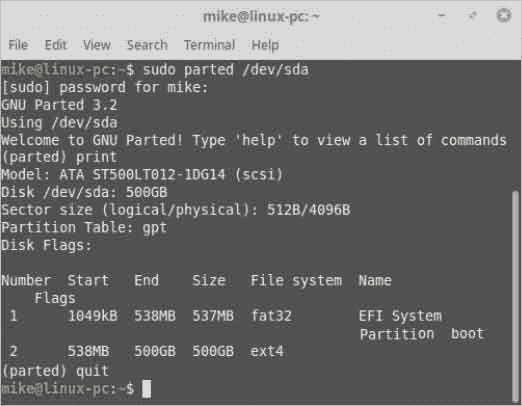 mike@linux-pc: ~
File Edit View Search Terminal Help
mike@linux-pc:~$ sudo parted /dev/sda
[sudo] password for mike:
GNU Parted 3.2
Using /dev/sda
Welcome to GNU Parted! Type 'help' to view a list of commands
(parted) print
Model: ATA ST500LT012-1DG14 (scsi)
Disk /dev/sda: 500GB
Sector size (logical/physical): 512B/4096B
Partition Table: gpt
Disk Flags:
Number  Start   End    Size   File system  Name
    Flags
 1      1049kB  538MB  537MB  fat32        EFI System
                                           Partition  boot
 2      538MB   500GB  500GB  ext4
(parted) quit
mike@linux-pc:~$